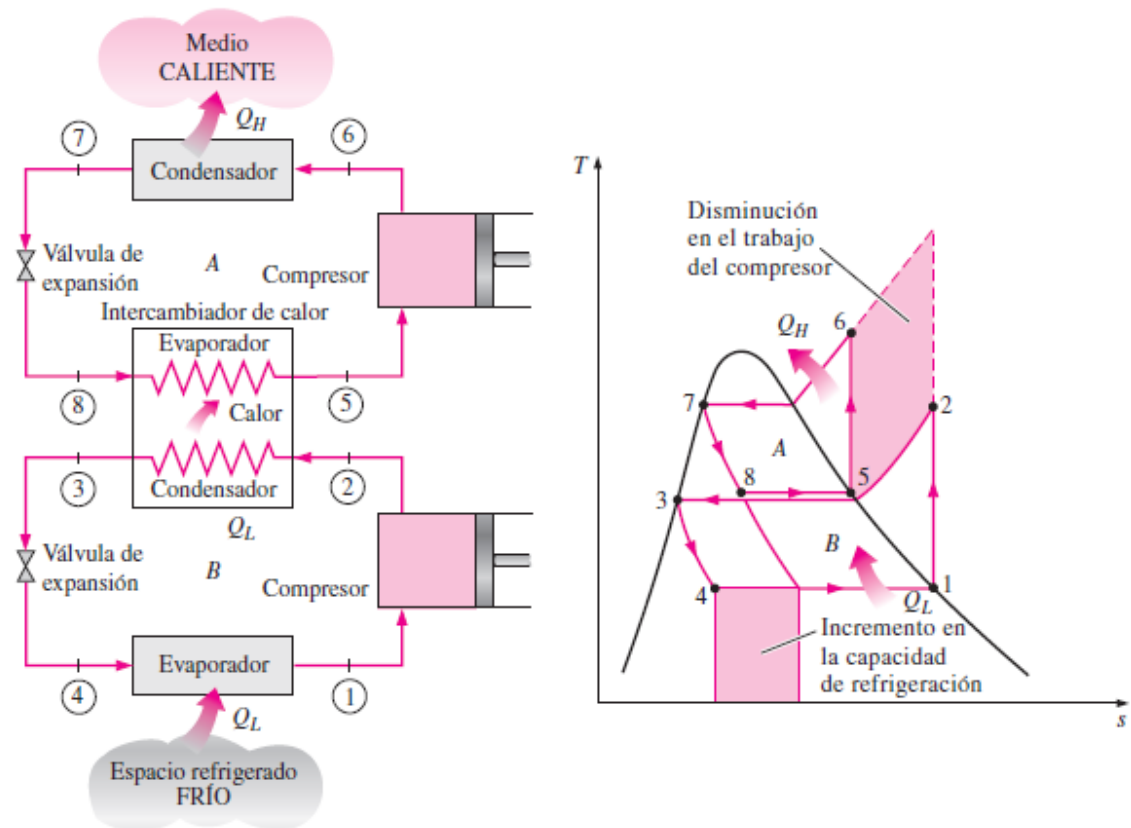 Medio
CALIENTE
Q_H
7
6
Condensador
Válvula de
expansión
A
Compresor
Intercambiador de calor
Evaporador
8
Calor
5
3
Condensador
2
Q_L
Válvula de
expansión
B
Compresor
Evaporador
4
1
Q_L
Espacio refrigerado
FRÍO
T
Disminución
en el trabajo
del compresor
6
Q_H
7
2
A
8
5
3
B
4
1
Q_L
Incremento en
la capacidad
de refrigeración
s